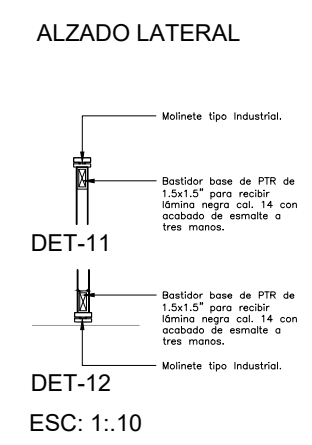 ALZADO LATERAL
Molinete tipo Industrial.
Bastidor base de PTR de
1.5x1.5" para recibir
lámina negra cal. 14 con
acabado de esmalte a
tres manos.
DET-11
Bastidor base de PTR de
1.5x1.5" para recibir
lámina negra cal. 14 con
acabado de esmalte a
tres manos.
Molinete tipo Industrial.
DET-12
ESC: 1:.10